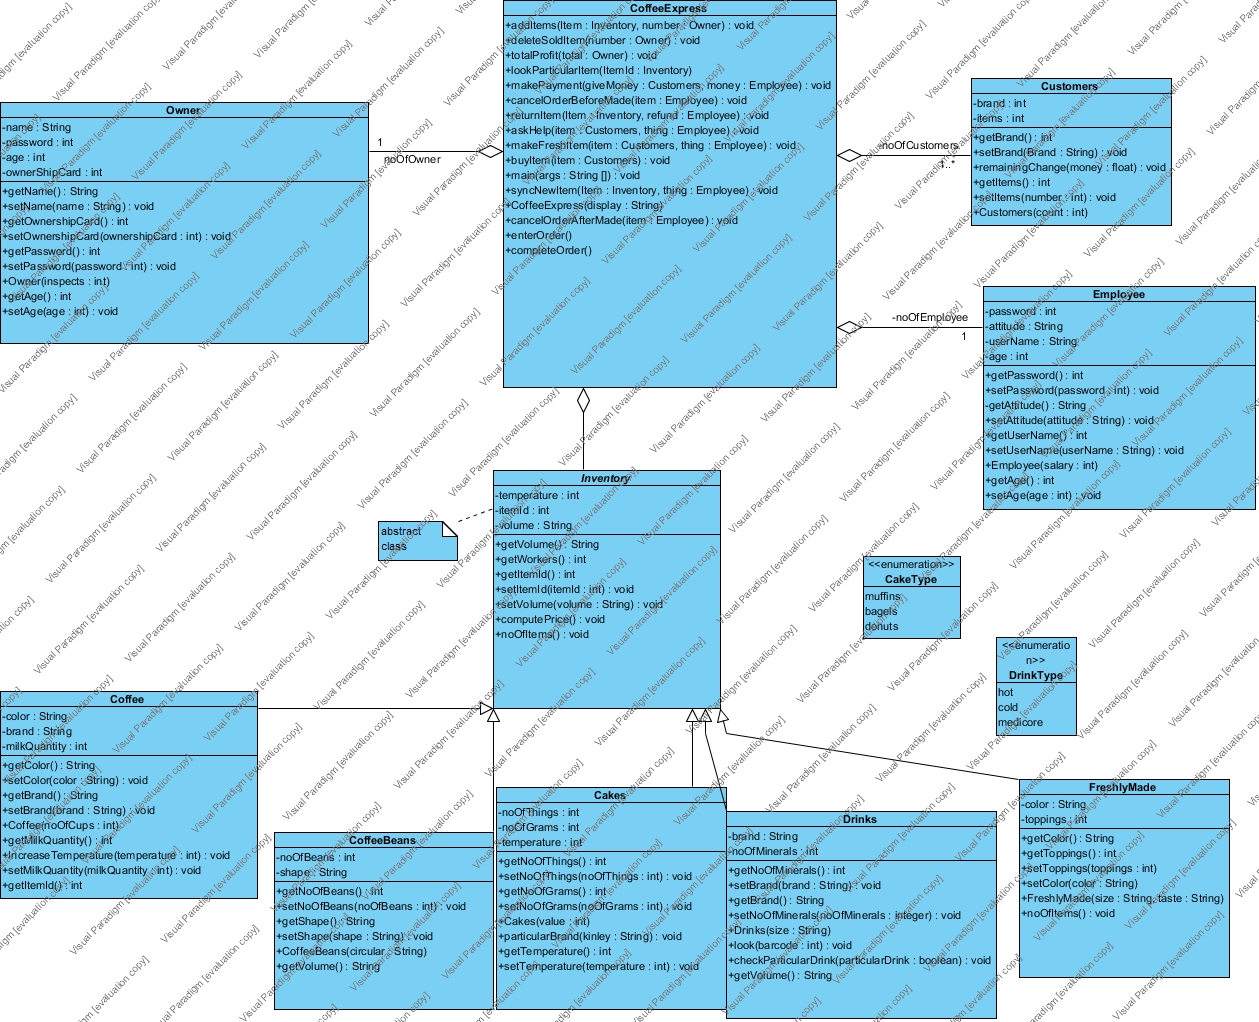 CoffeeExpress
+addItems(Item : Inventory, number : Owner) : void
+deleteSoldItem(number : Owner) : void
+totalProfit(total : Owner) : void
+lookParticularItem(ItemId : Inventory)
+makePayment(giveMoney : Customers, money : Employee) : void
+cancelOrderBeforeMade(item : Employee) : void
+returnItem(Item : Inventory, refund : Employee) : void
+askHelp(item : Customers, thing : Employee) : void
+makeFreshItem(item : Customers, thing : Employee) : void
+buyItem(item : Customers) : void
+main(args : String []) : void
+syncNewItem(Item : Inventory, thing : Employee) : void
+CoffeeExpress(display : String)
+cancelOrderAfterMade(item : Employee) : void
+enterOrder()
+completeOrder()
Owner
-name : String
-password : int
-age : int
-ownerShipCard : int
+getName() : String
+setName(name : String) : void
+getOwnershipCard() : int
+setOwnershipCard(ownershipCard : int) : void
+getPassword() : int
+setPassword(password : int) : void
+Owner(inspects : int)
+getAge() : int
+setAge(age : int) : void
1
noOfOwner
-noOfCustomers
1..*
Customers
-brand : int
-items : int
+getBrand() : int
+setBrand(Brand : String) : void
+remainingChange(money : float) : void
+getItems() : int
+setItems(number : int) : void
+Customers(count : int)
-noOfEmployee
1
Employee
-password : int
-attitude : String
-userName : String
-age : int
+getPassword() : int
+setPassword(password : int) : void
-getAttitude() : String
+setAttitude(attitude : String) : void
+getUserName() : int
+setUserName(userName : String) : void
+Employee(salary : int)
+getAge() : int
+setAge(age : int) : void
Inventory
-temperature : int
-itemId : int
-volume : String
+getVolume() : String
+getWorkers() : int
+getItemId() : int
+setItemId(itemId : int) : void
+setVolume(volume : String) : void
+computePrice() : void
+noOfItems() : void
abstract
class
<<enumeration>>
CakeType
muffins
bagels
donuts
<<enumeratio
n>>
DrinkType
hot
cold
medicore
Coffee
-color : String
-brand : String
-milkQuantity : int
+getColor() : String
+setColor(color : String) : void
+getBrand() : String
+setBrand(brand : String) : void
+Coffee(noOfCups : int)
+getMilkQuantity() : int
+IncreaseTemperature(temperature : int) : void
+setMilkQuantity(milkQuantity : int) : void
+getItemId() : int
CoffeeBeans
-noOfBeans : int
-shape : String
+getNoOfBeans() : int
+setNoOfBeans(noOfBeans : int) : void
+getShape() : String
+setShape(shape : String) : void
+CoffeeBeans(circular : String)
+getVolume() : String
Cakes
-noOfThings : int
-noOfGrams : int
-temperature : int
+getNoOfThings() : int
+setNoOfThings(noOfThings : int) : void
+getNoOfGrams() : int
+setNoOfGrams(noOfGrams : int) : void
+Cakes(value : int)
+particularBrand(kinley : String) : void
+getTemperature() : int
+setTemperature(temperature : int) : void
Drinks
-brand : String
-noOfMinerals : int
+getNoOfMinerals() : int
+setBrand(brand : String) : void
+getBrand() : String
+setNoOfMinerals(noOfMinerals : integer) : void
+Drinks(size : String)
+look(barcode : int) : void
+checkParticularDrink(particularDrink : boolean) : void
+getVolume() : String
FreshlyMade
-color : String
-toppings : int
+getColor() : String
+getToppings() : int
+setToppings(toppings : int)
+setColor(color : String)
+FreshlyMade(size : String, taste : String)
+noOfItems() : void
Visual Paradigm [evaluation copy]